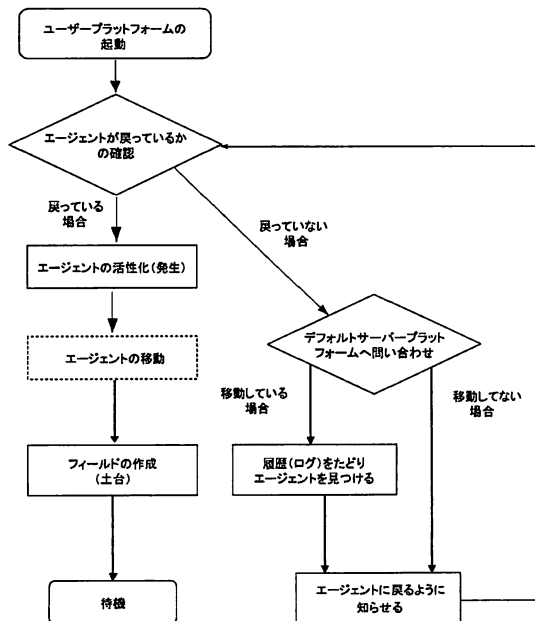 ユーザープラットフォームの
起動
エージェントが戻っているか
の確認
戻っている
場合
戻っていない
場合
エージェントの活性化(発生)
デフォルトサーバープラット
フォームへ問い合わせ
エージェントの移動
移動している
場合
移動してない
場合
フィールドの作成
(土台)
履歴(ログ)をたどり
エージェントを見つける
待機
エージェントに戻るように
知らせる